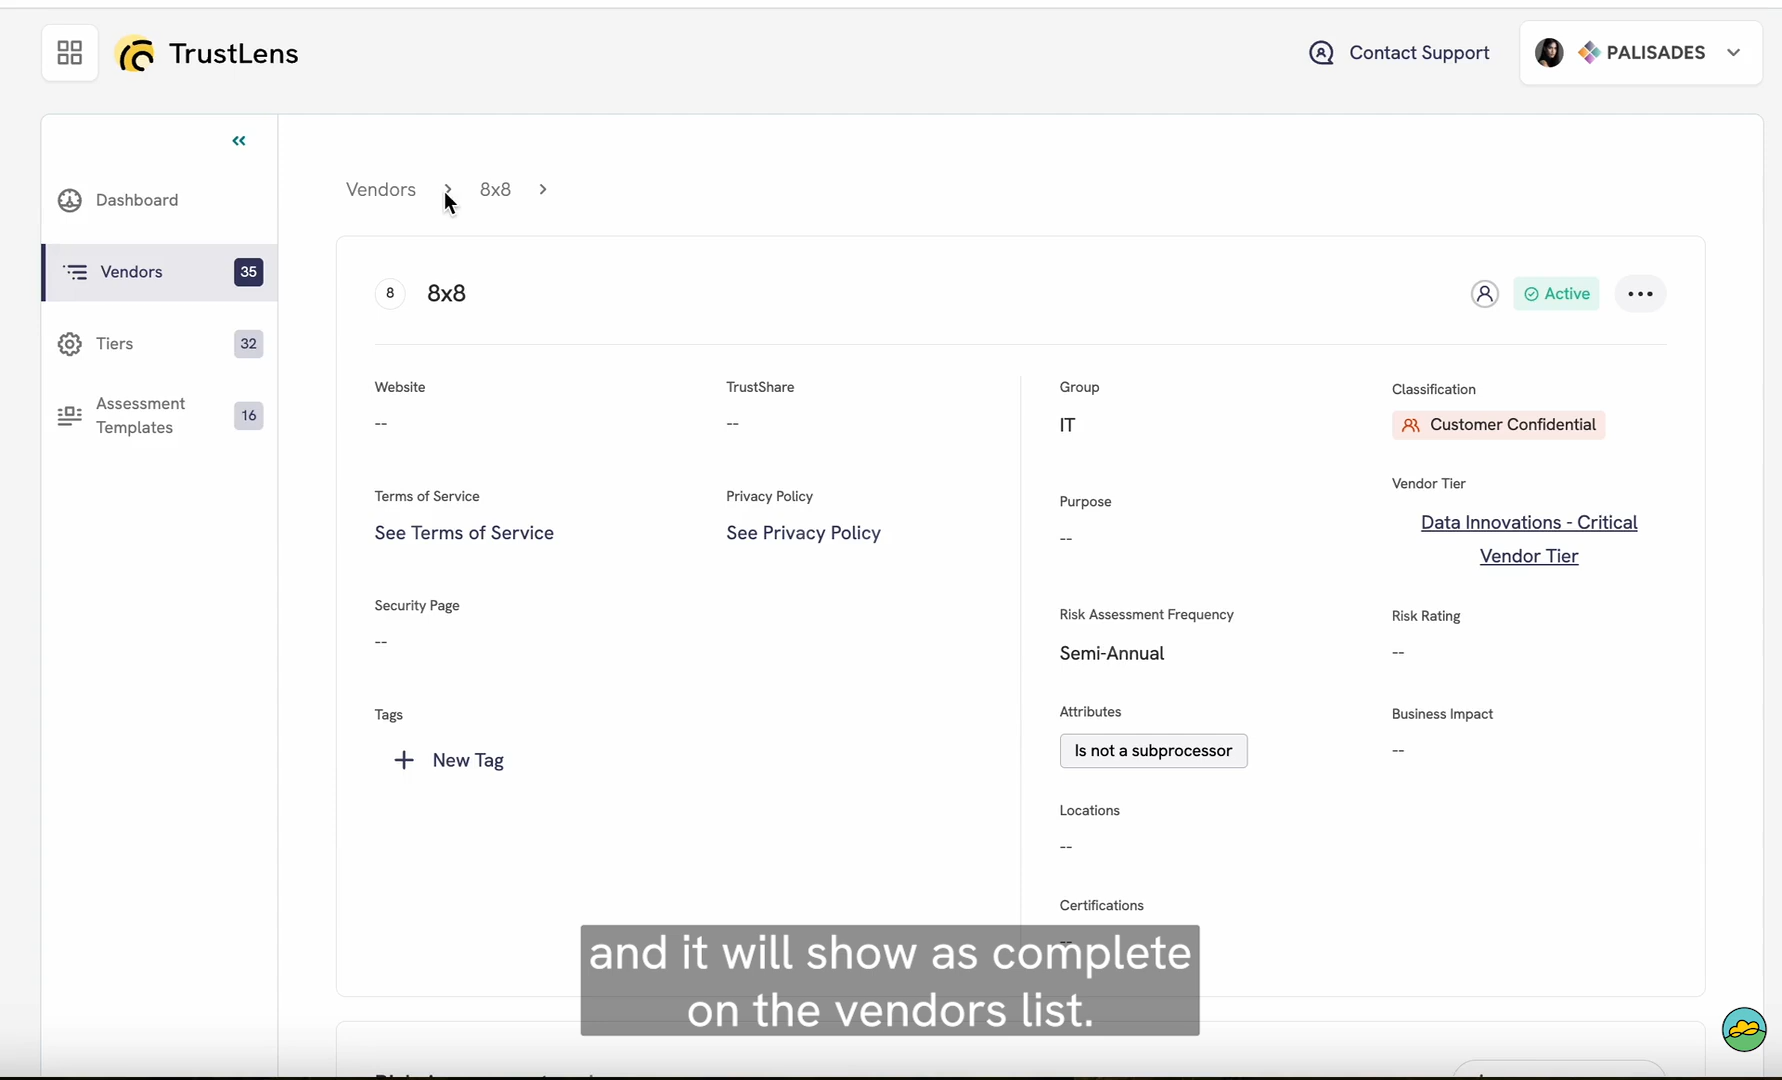 TrustLens
Contact Support
PALISADES
Dashboard
Vendors 35
Tiers 32
Assessment
Templates
16
Vendors > 8x8 >
8 8x8
Active
Website
--
TrustShare
--
Terms of Service
See Terms of Service
Privacy Policy
See Privacy Policy
Security Page
--
Tags
+ New Tag
Group
IT
Classification
Customer Confidential
Purpose
--
Vendor Tier
Data Innovations - Critical
Vendor Tier
Risk Assessment Frequency
Semi-Annual
Risk Rating
--
Attributes
Is not a subprocessor
Business Impact
--
Locations
--
Certifications
--
and it will show as complete
on the vendors list.